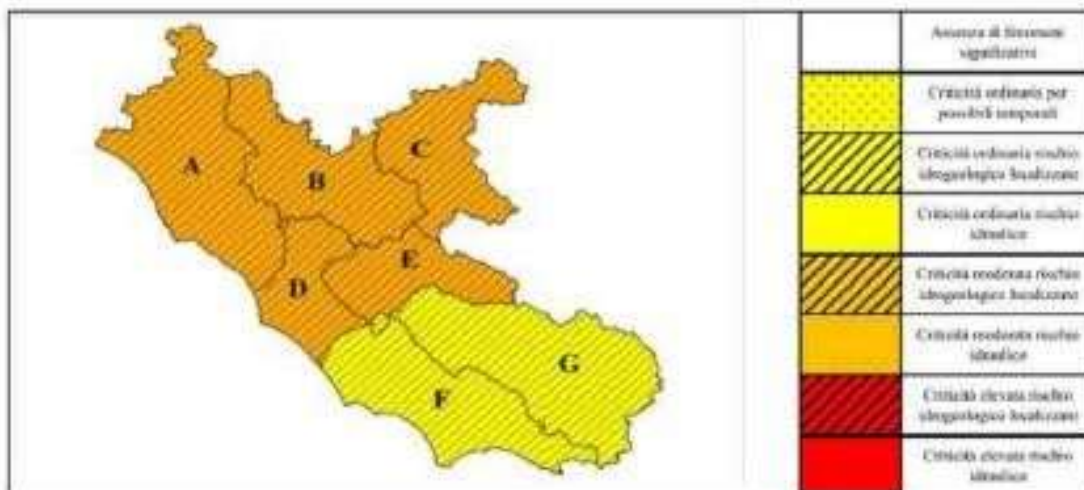 A
B
C
D
E
F
G
Assenza di fenomeni
significativi
Criticità ordinaria per
possibili temporali
Criticità ordinaria rischio
idrogeologico localizzato
Criticità ordinaria rischio
idraulico
Criticità moderata rischio
idrogeologico localizzato
Criticità moderata rischio
idraulico
Criticità elevata rischio
idrogeologico localizzato
Criticità elevata rischio
idraulico